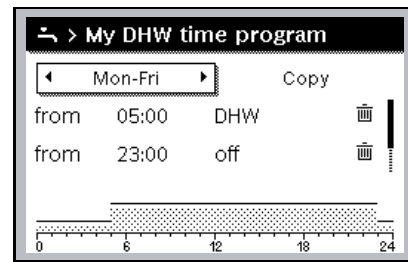 > My DHW time program
Mon-Fri Copy
from 05:00 DHW
from 23:00 off
0 6 12 18 24